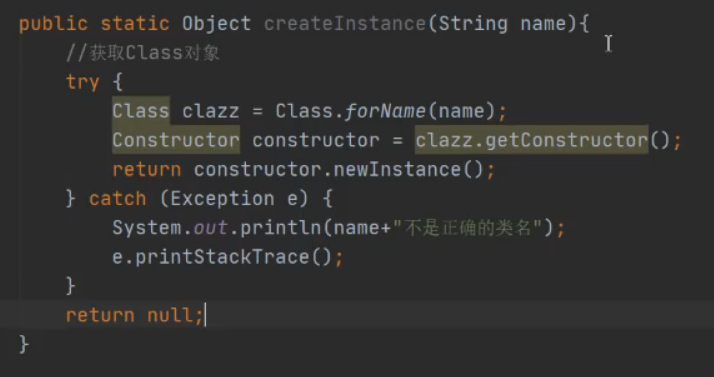 public static Object createInstance(String name){
    //获取Class对象
    try {
        Class clazz = Class.forName(name);
        Constructor constructor = clazz.getConstructor();
        return constructor.newInstance();
    } catch (Exception e) {
        System.out.println(name+"不是正确的类名");
        e.printStackTrace();
    }
    return null;
}